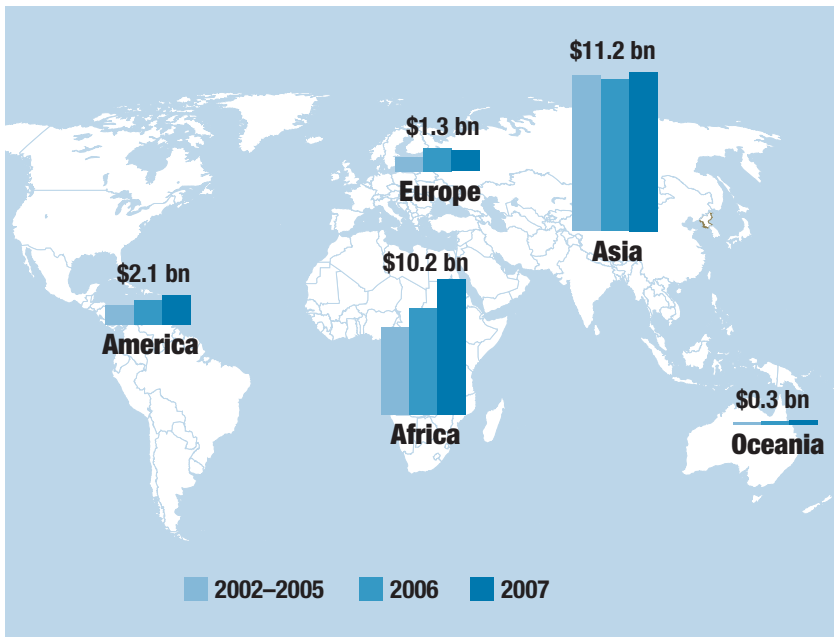 $11.2 bn
Asia
$1.3 bn
Europe
$10.2 bn
Africa
$2.1 bn
America
$0.3 bn
Oceania
2002–2005
2006
2007